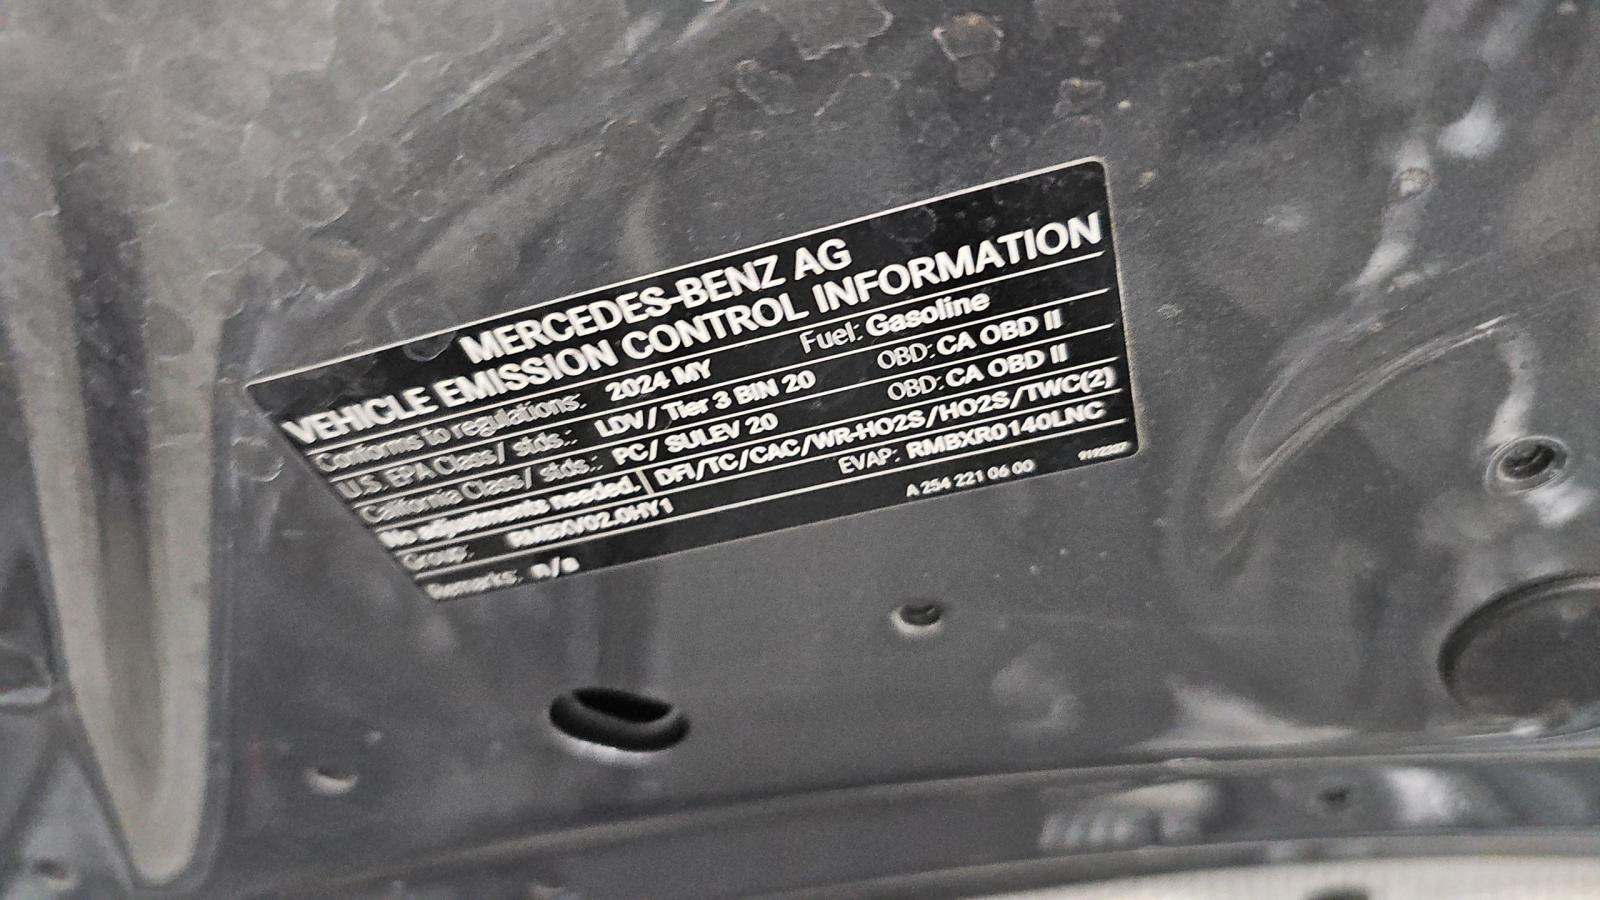 MERCEDES-BENZ AG
VEHICLE EMISSION CONTROL INFORMATION
Conforms to regulations: 2024 MY Fuel: Gasoline
U.S. EPA Class/ stds.: LDV/ Tier 3 BIN 20 OBD: CA OBD II
California Class/ stds.: PC/ SULEV 20 OBD: CA OBD II
No adjustments needed. DFI/TC/CAC/WR-HO2S/HO2S/TWC(2)
Group: RMBXV02.0HY1 EVAP: RMBXR0140LNC
Remarks: n/a A 254 221 06 00